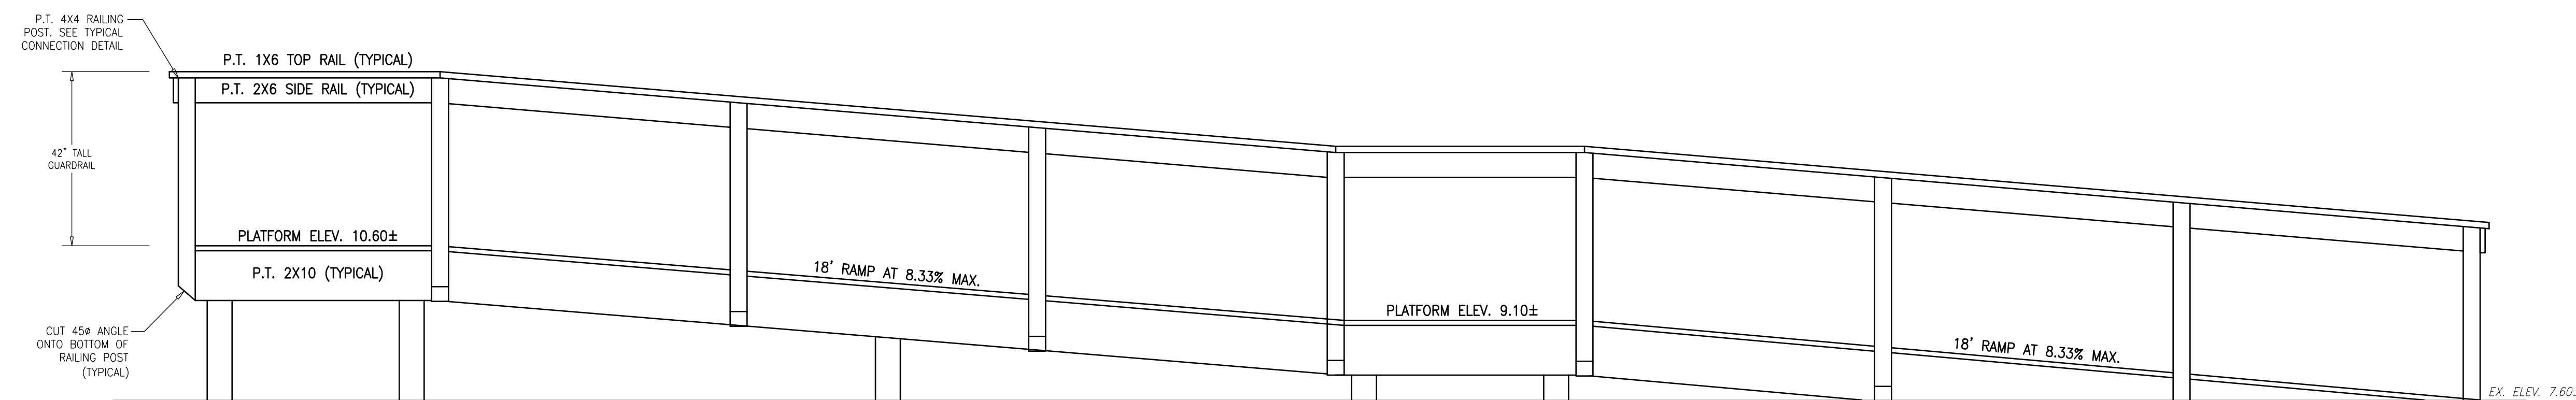 P.T. 4X4 RAILING
POST. SEE TYPICAL
CONNECTION DETAIL
P.T. 1X6 TOP RAIL (TYPICAL)
P.T. 2X6 SIDE RAIL (TYPICAL)
42" TALL
GUARDRAIL
PLATFORM ELEV. 10.60±
P.T. 2X10 (TYPICAL)
18' RAMP AT 8.33% MAX.
PLATFORM ELEV. 9.10±
18' RAMP AT 8.33% MAX.
CUT 45ø ANGLE
ONTO BOTTOM OF
RAILING POST
(TYPICAL)
EX. ELEV. 7.60±